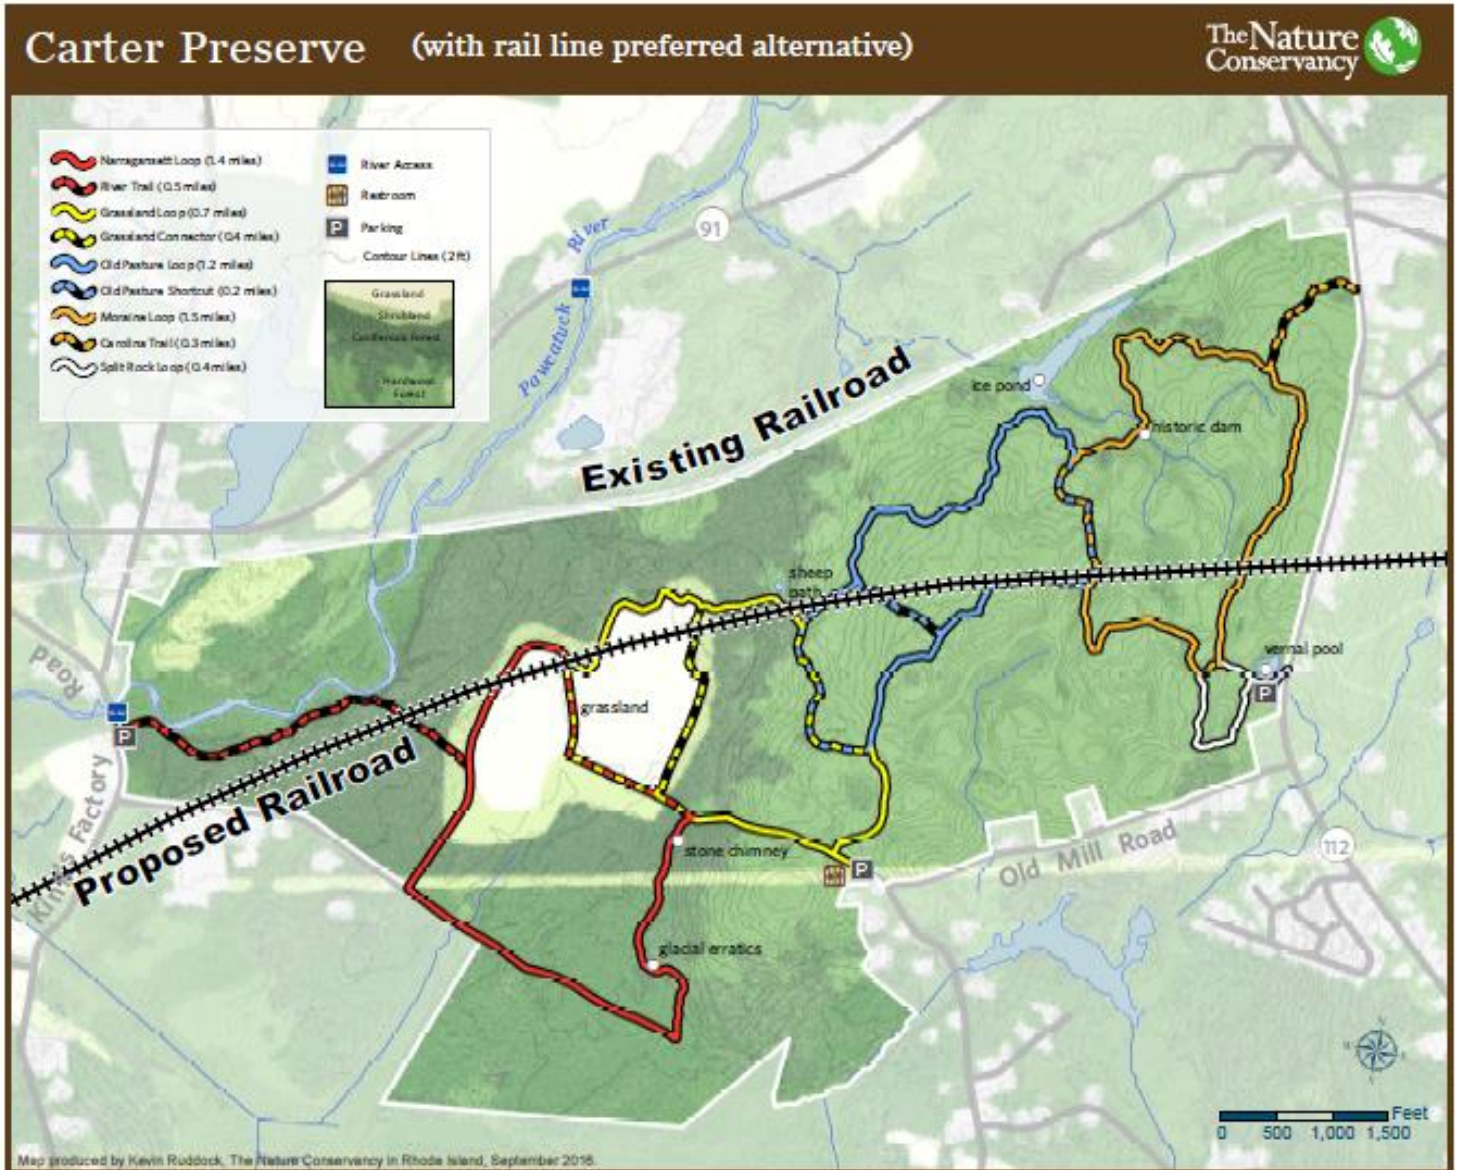 Carter Preserve (with rail line preferred alternative)
The Nature
Conservancy
Narragansett Loop (1.4 miles)
River Trail (0.5 miles)
Grassland Loop (0.7 miles)
Grassland Connector (0.4 miles)
Old Pasture Loop (1.2 miles)
Old Pasture Shortcut (0.2 miles)
Moraine Loop (1.5 miles)
Carolina Trail (0.3 miles)
Split Rock Loop (0.4 miles)
River Access
Restroom
P Parking
Contour Lines (2ft)
Grassland
Shrubland
Coniferous Forest
Hardwood
Forest
91
River
Pawcatuck
Existing Railroad
ice pond
historic dam
sheep
path
vernal pool
P
grassland
Road
P
Kings Factory
Proposed Railroad
stone chimney
P
Old Mill Road
112
glacial erratics
Feet
0 500 1,000 1,500
Map produced by Kevin Ruddock, The Nature Conservancy in Rhode Island, September 2016.